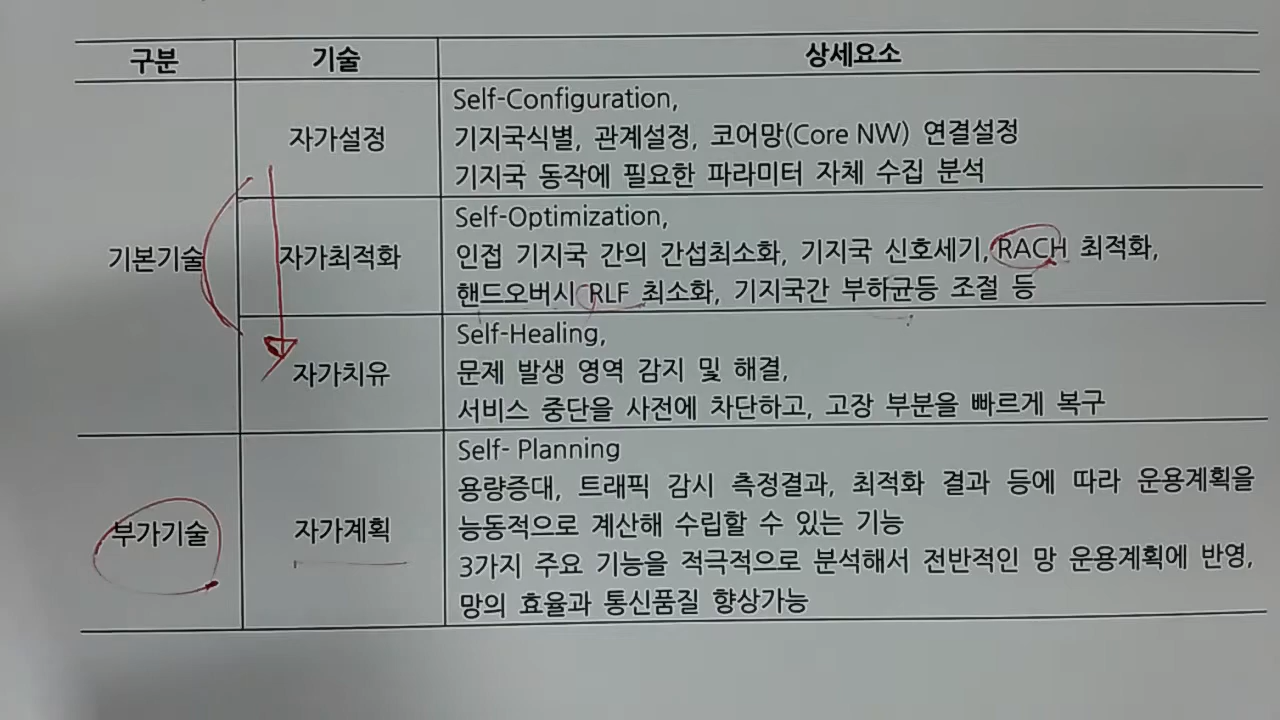 구분 기술 상세요소
Self-Configuration,
자가설정 기지국식별, 관계설정, 코어망(Core NW) 연결설정
기지국 동작에 필요한 파라미터 자체 수집 분석
Self-Optimization,
기본기술 자가최적화 인접 기지국 간의 간섭최소화, 기지국 신호세기, RACH 최적화,
핸드오버시 RLF 최소화, 기지국간 부하균등 조절 등
Self-Healing,
자가치유 문제 발생 영역 감지 및 해결,
서비스 중단을 사전에 차단하고, 고장 부분을 빠르게 복구
Self- Planning
용량증대, 트래픽 감시 측정결과, 최적화 결과 등에 따라 운용계획을
부가기술 자가계획 능동적으로 계산해 수립할 수 있는 기능
3가지 주요 기능을 적극적으로 분석해서 전반적인 망 운용계획에 반영,
망의 효율과 통신품질 향상가능